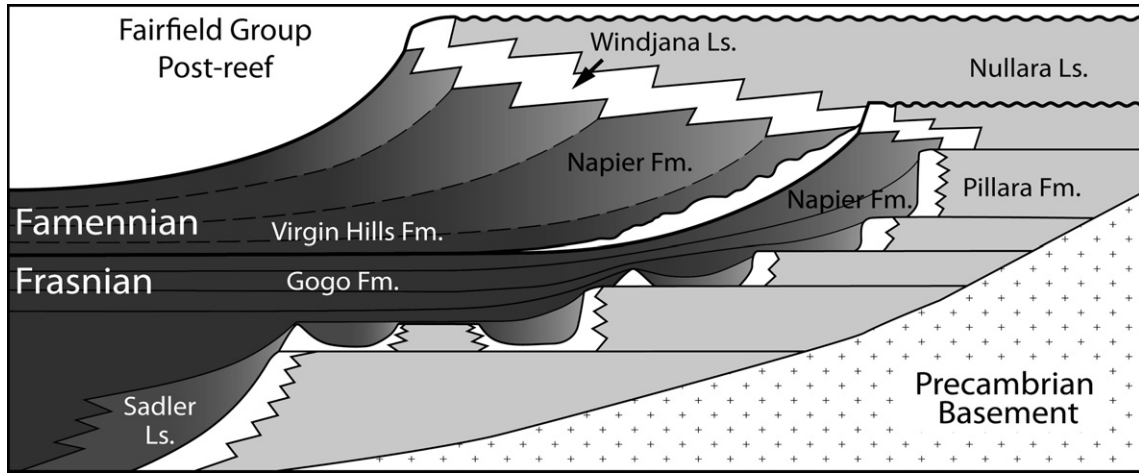 Fairfield Group
Post-reef
Windjana Ls.
Nullara Ls.
Napier Fm.
Napier Fm.
Pillara Fm.
Famennian
Virgin Hills Fm.
Frasnian
Gogo Fm.
Sadler
Ls.
Precambrian
Basement